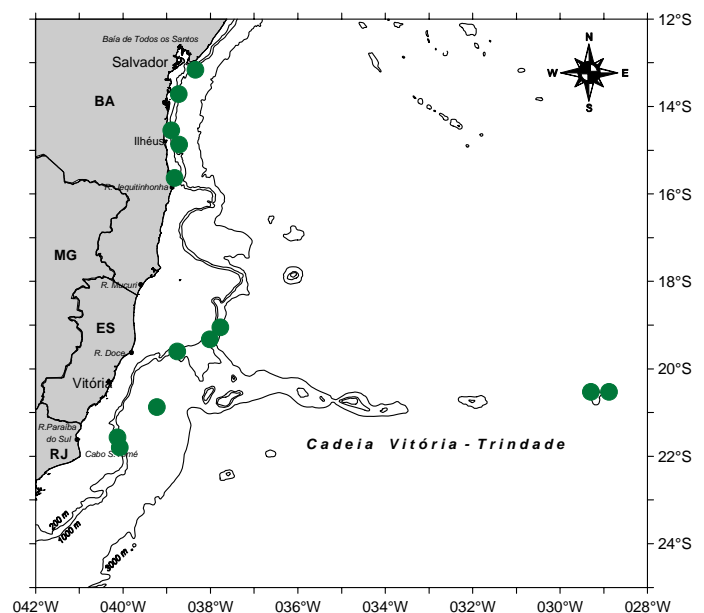 12°S
Baía de Todos os Santos
Salvador
N
W E
S
BA
14°S
Ilhéus
R. Jequitinhonha
16°S
MG
R. Mucuri
18°S
ES
R. Doce
20°S
Vitória
R.Paraíba
do Sul
Cadeia Vitória - Trindade
RJ
Cabo S. Tomé
22°S
200 m
1000 m
3000 m
24°S
042°W 040°W 038°W 036°W 034°W 032°W 030°W 28°W